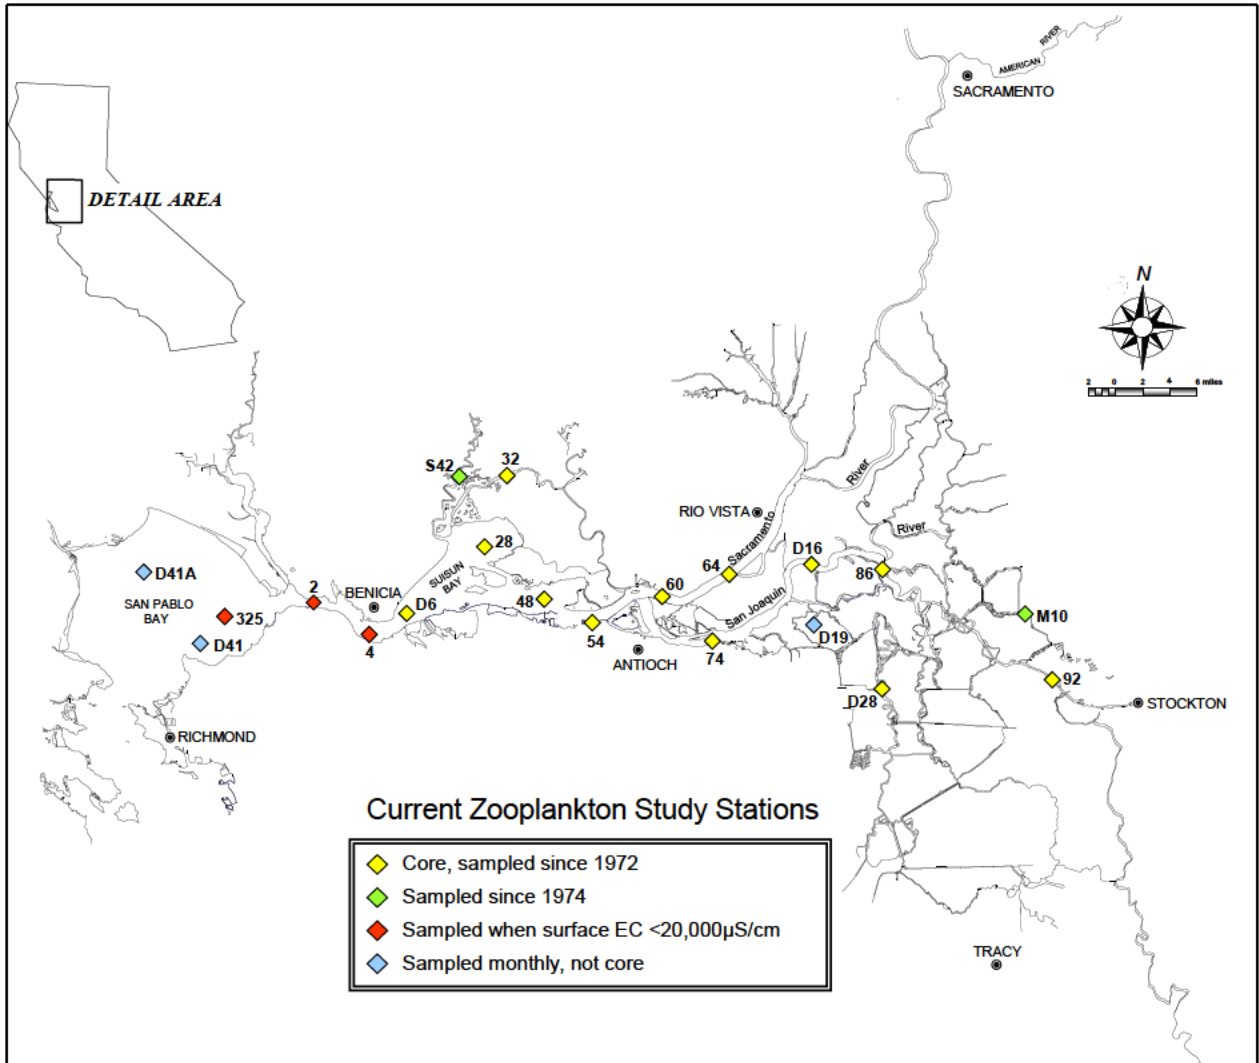 AMERICAN RIVER
SACRAMENTO
DETAIL AREA
N
2 0 2 4 6 miles
S42
32
River
RIO VISTA
Sacramento
River
28
D16
64
86
D41A
SUISUN
BAY
2
BENICIA
60
SAN PABLO
BAY
D6
48
San Joaquin
M10
325
D19
54
D41
4
74
ANTIOCH
92
D28
STOCKTON
RICHMOND
Current Zooplankton Study Stations
Core, sampled since 1972
Sampled since 1974
Sampled when surface EC <20,000µS/cm
Sampled monthly, not core
TRACY